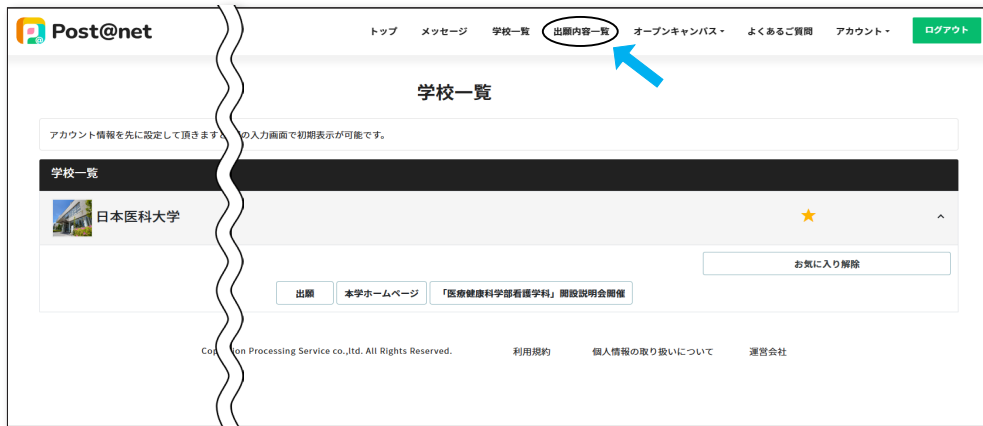 Post@net
トップ メッセージ 学校一覧 出願内容一覧 オープンキャンパス よくあるご質問 アカウント ログアウト
学校一覧
アカウント情報を先に設定して頂きますと の入力画面で初期表示が可能です。
学校一覧
日本医科大学
お気に入り解除
出願 本学ホームページ 「医療健康科学部看護学科」開設説明会開催
Processing Service co.,ltd. All Rights Reserved. 利用規約 個人情報の取り扱いについて 運営会社